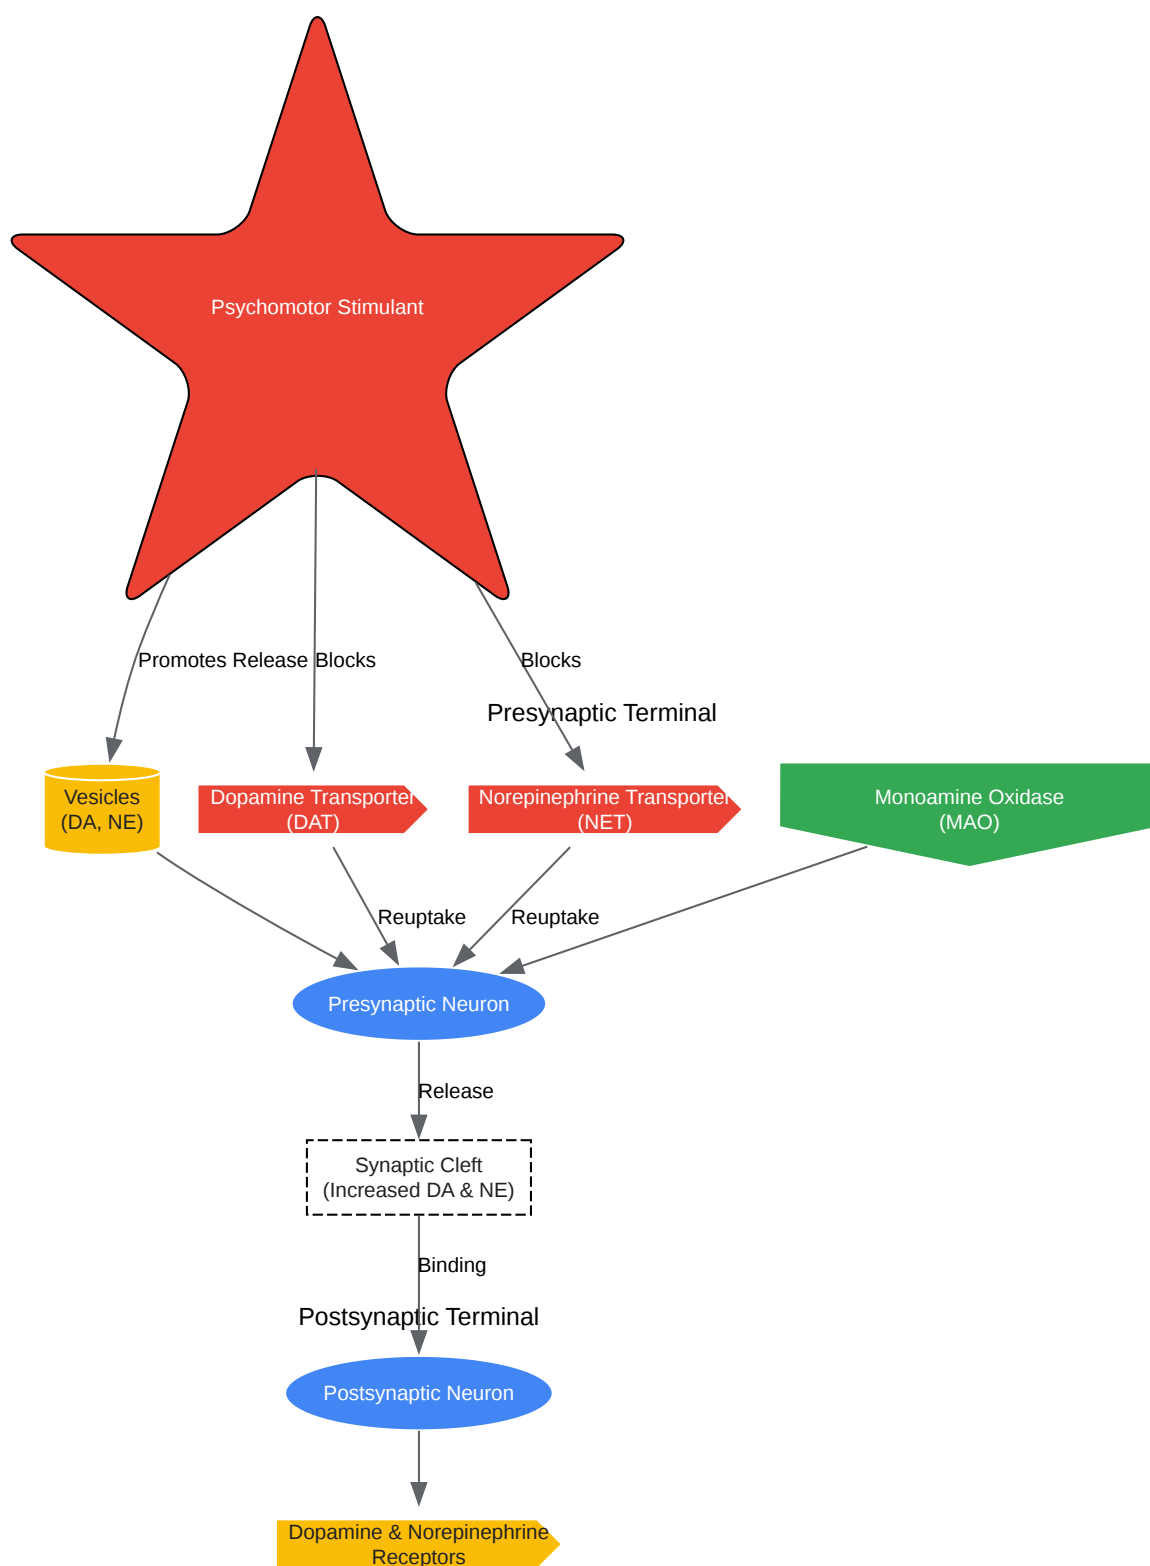 Psychomotor Stimulant
Promotes Release
Blocks
Blocks
Presynaptic Terminal
Vesicles
(DA, NE)
Dopamine Transporter
(DAT)
Norepinephrine Transporter
(NET)
Monoamine Oxidase
(MAO)
Reuptake
Reuptake
Presynaptic Neuron
Release
Synaptic Cleft
(Increased DA & NE)
Binding
Postsynaptic Terminal
Postsynaptic Neuron
Dopamine & Norepinephrine
Receptors